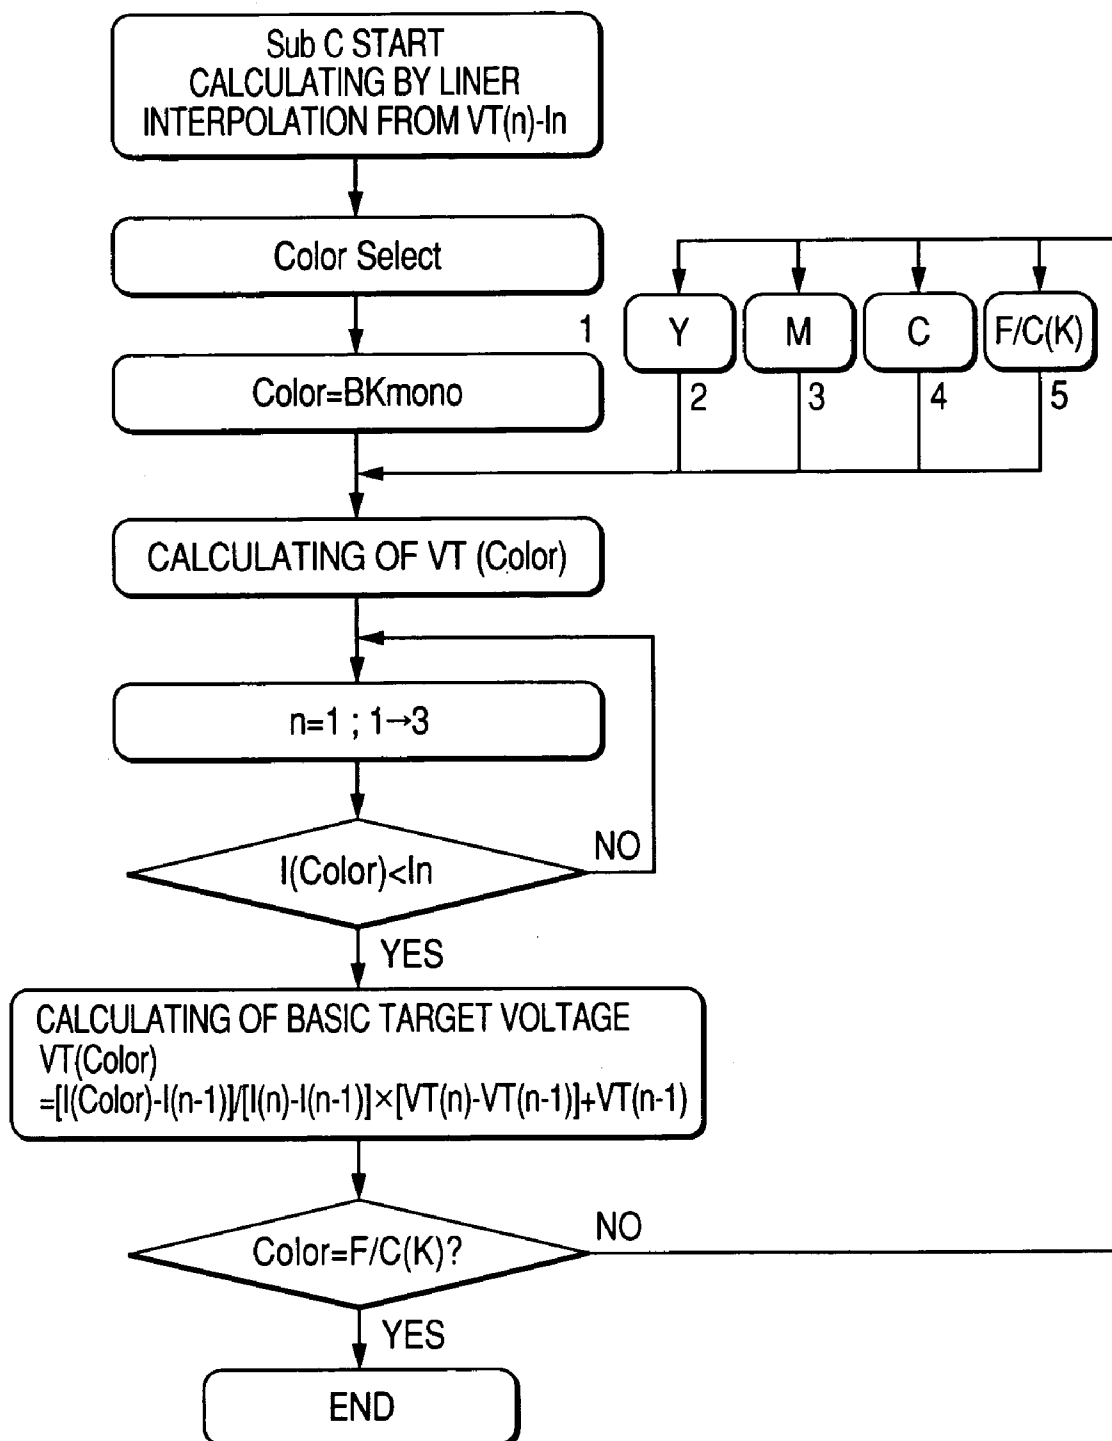 Sub C START
CALCULATING BY LINER
INTERPOLATION FROM VT(n)-In
Color Select
1
Color=BKmono
Y
M
C
F/C(K)
2
3
4
5
CALCULATING OF VT (Color)
n=1 ; 1→3
I(Color)<In
NO
YES
CALCULATING OF BASIC TARGET VOLTAGE
VT(Color)
=[I(Color)-I(n-1)]/[I(n)-I(n-1)]×[VT(n)-VT(n-1)]+VT(n-1)
Color=F/C(K)?
NO
YES
END